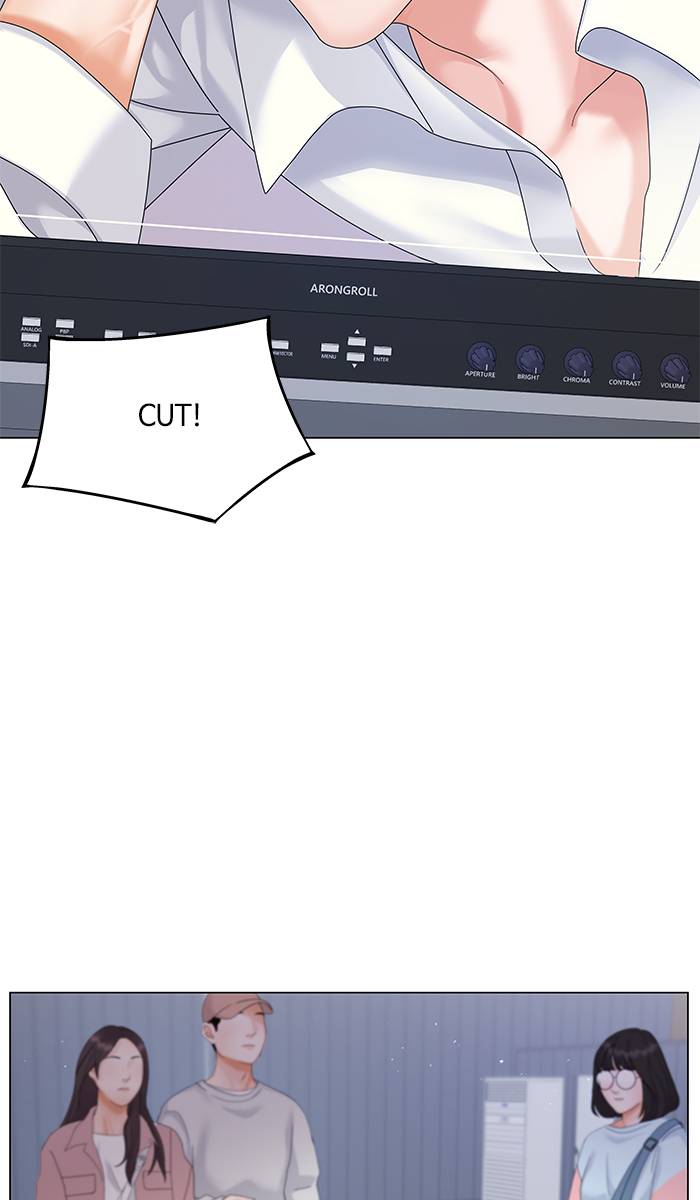 ARONGROLL
ANALOG
PBP
SDI-A
MENU
ENTER
APERTURE
BRIGHT
CHROMA
CONTRAST
VOLUME
CUT!